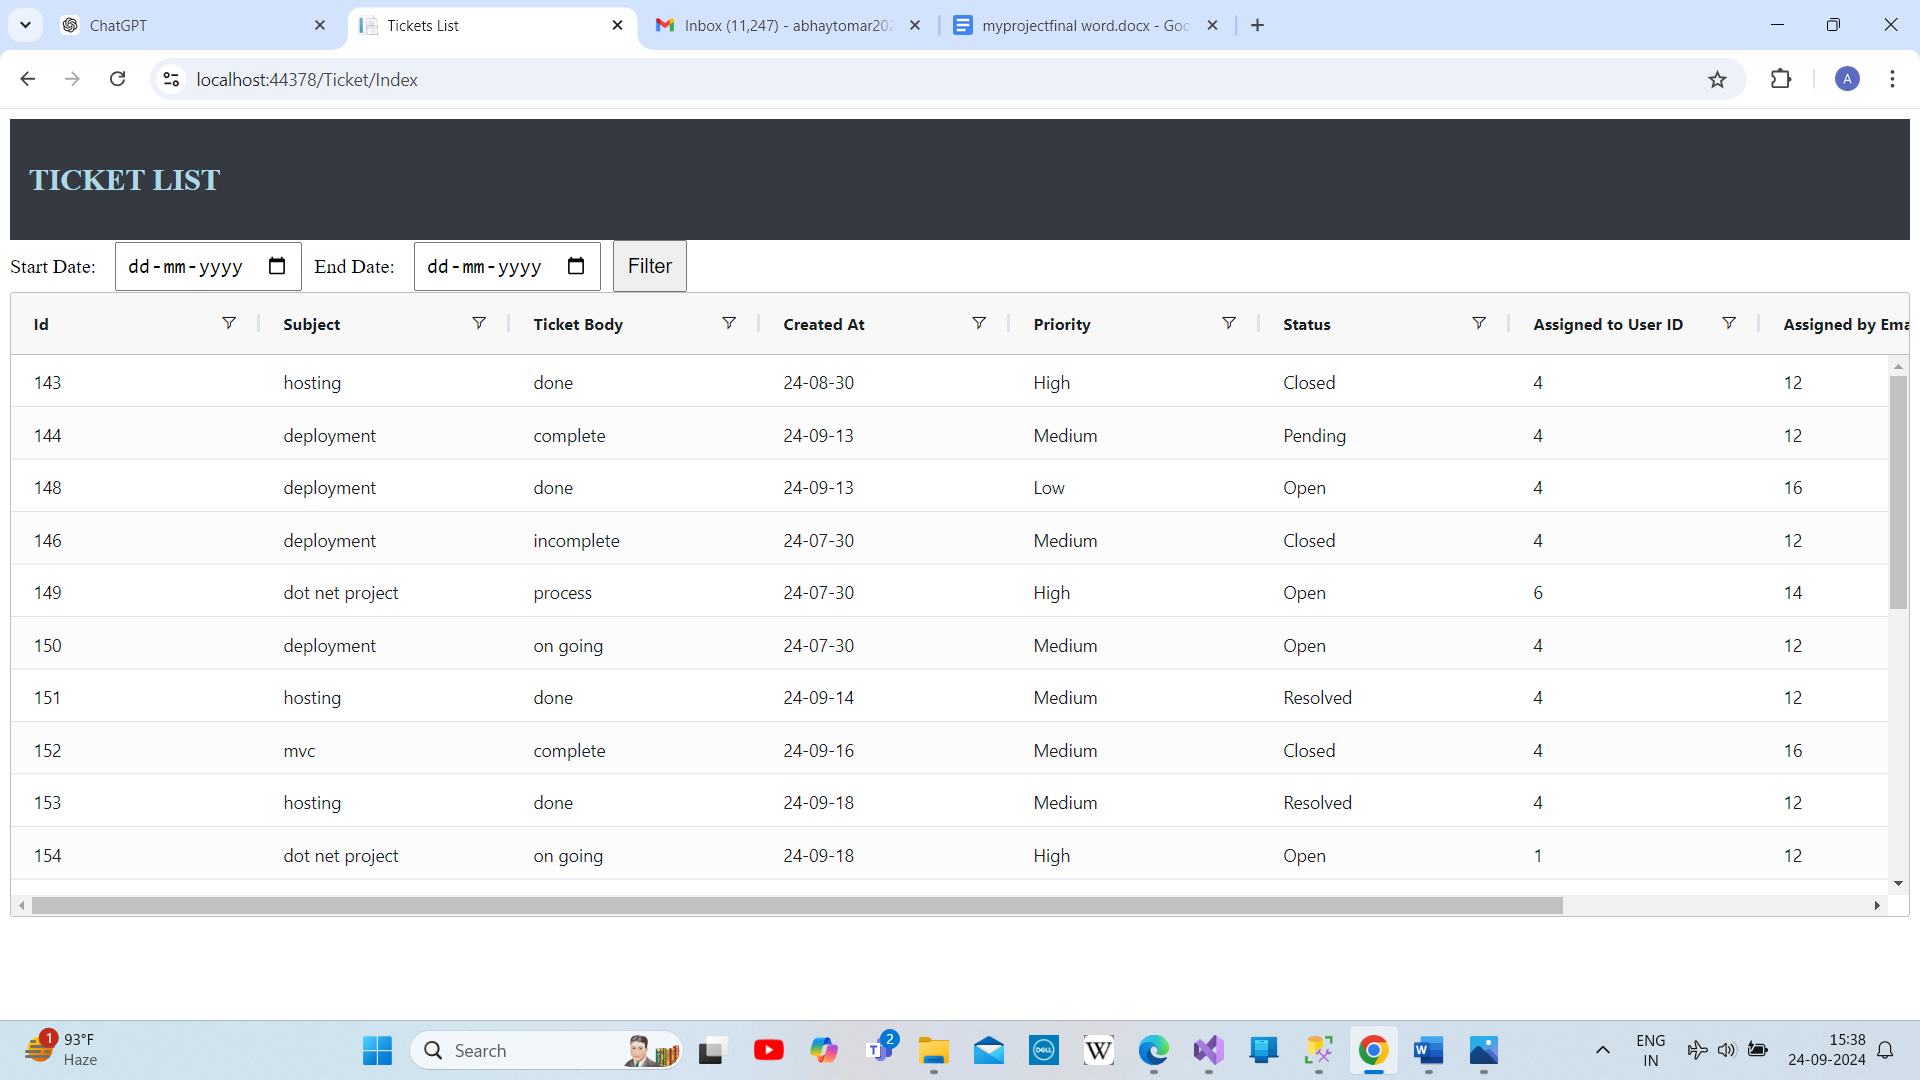 ChatGPT
Tickets List
Inbox (11,247) - abhaytomar202
myprojectfinal word.docx - Goo
localhost:44378/Ticket/Index
A
TICKET LIST
Start Date: dd-mm-yyyy End Date: dd-mm-yyyy Filter
Id Subject Ticket Body Created At Priority Status Assigned to User ID Assigned by Ema
143 hosting done 24-08-30 High Closed 4 12
144 deployment complete 24-09-13 Medium Pending 4 12
148 deployment done 24-09-13 Low Open 4 16
146 deployment incomplete 24-07-30 Medium Closed 4 12
149 dot net project process 24-07-30 High Open 6 14
150 deployment on going 24-07-30 Medium Open 4 12
151 hosting done 24-09-14 Medium Resolved 4 12
152 mvc complete 24-09-16 Medium Closed 4 16
153 hosting done 24-09-18 Medium Resolved 4 12
154 dot net project on going 24-09-18 High Open 1 12
1
93°F
Haze
Search
T
2
DELL
W
W
ENG
IN
15:38
24-09-2024